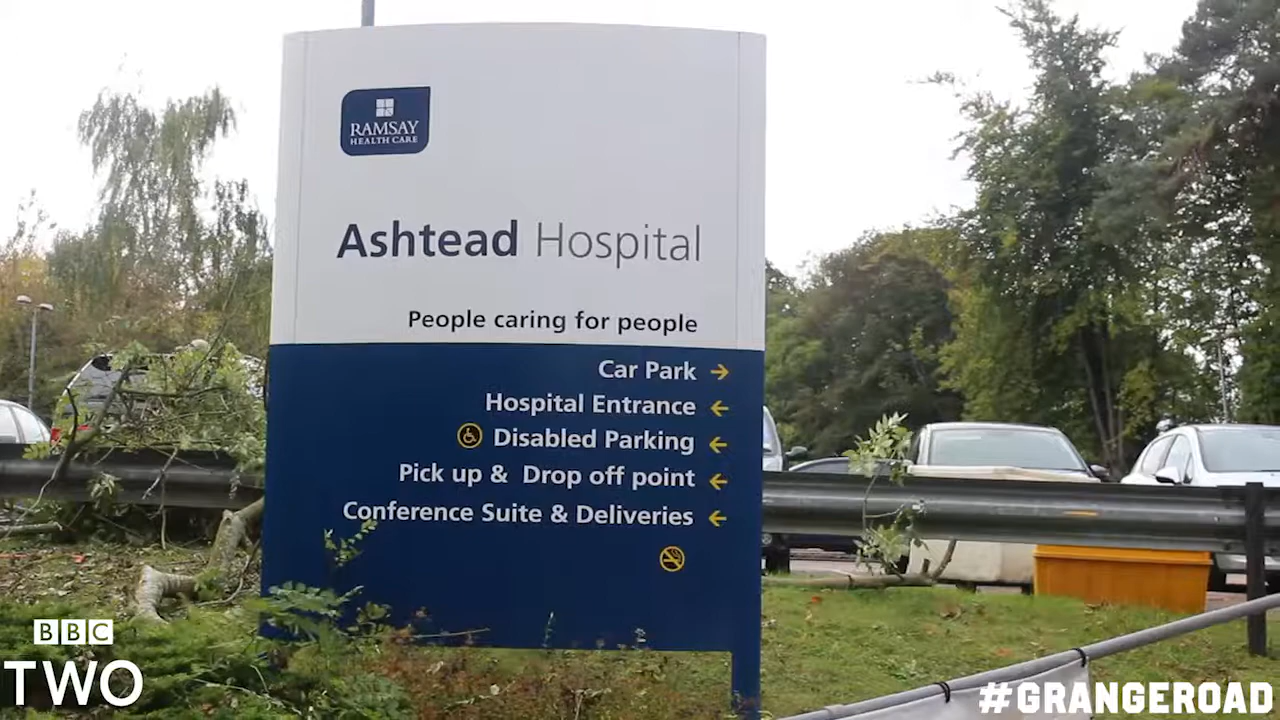 RAMSAY
HEALTH CARE
Ashtead Hospital
People caring for people
Car Park →
Hospital Entrance ←
Disabled Parking ←
Pick up & Drop off point ←
Conference Suite & Deliveries ←
BBC
TWO
#GRANGEROAD